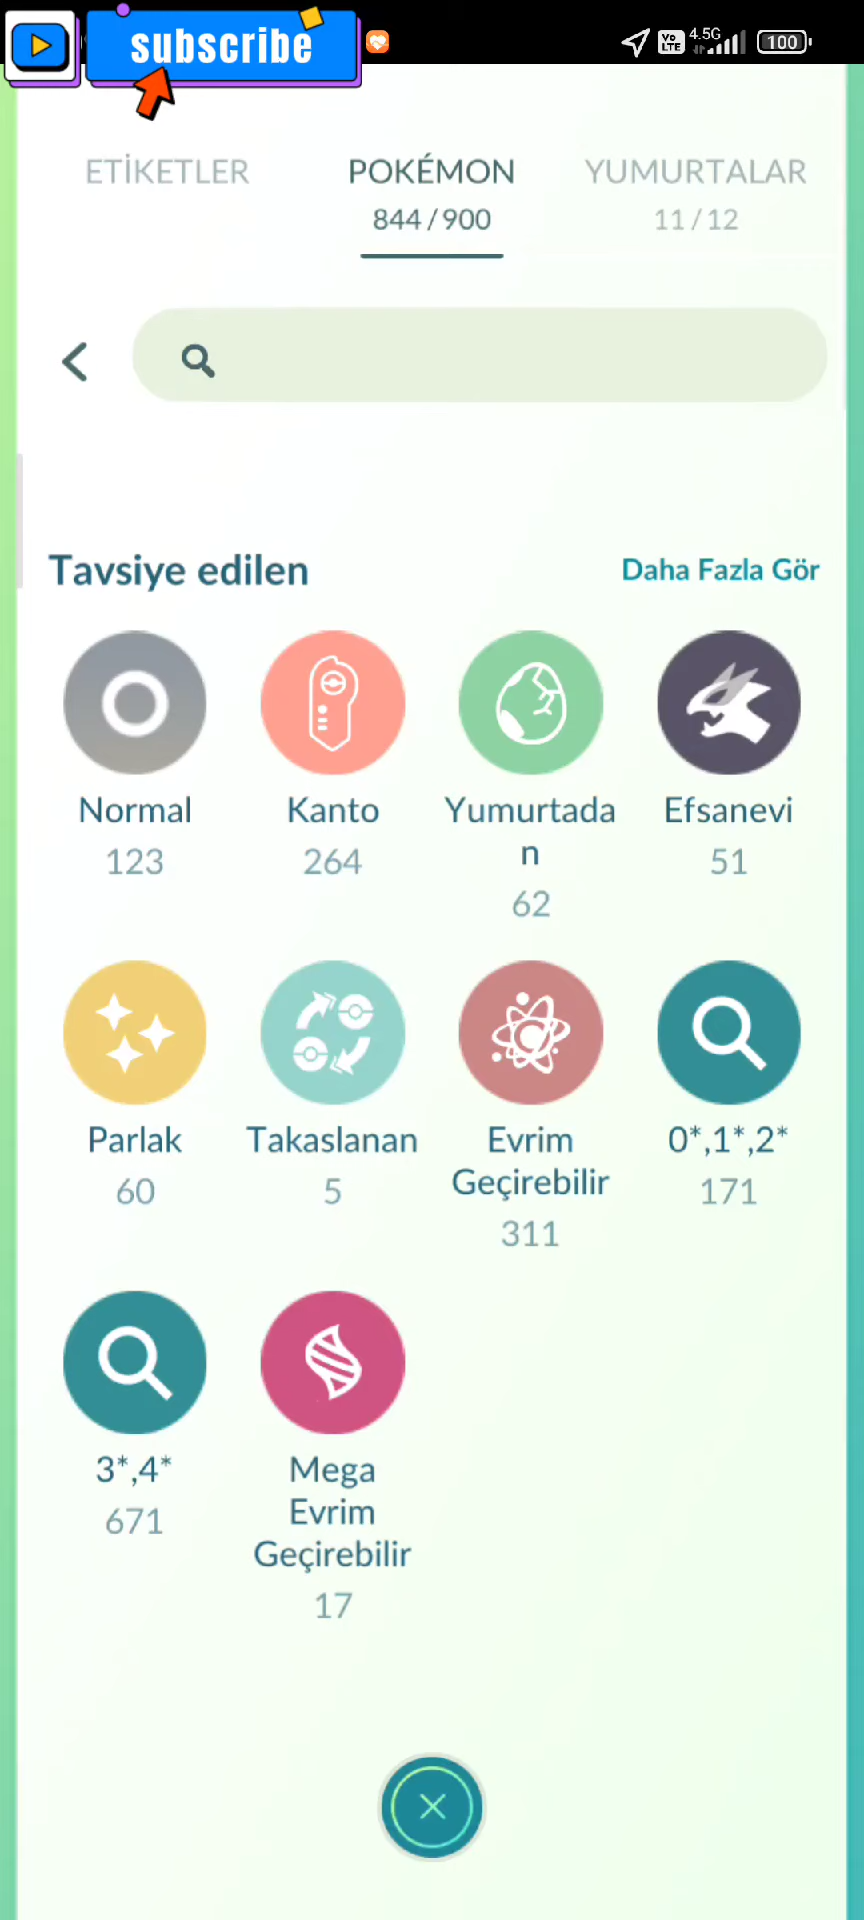 subscribe
Vo LTE 4.5G 100
ETİKETLER POKÉMON YUMURTALAR
844 / 900 11 / 12
Tavsiye edilen Daha Fazla Gör
Normal Kanto Yumurtada Efsanevi
123 264 n 51
62
Parlak Takaslanan Evrim 0*,1*,2*
60 5 Geçirebilir 171
311
3*,4* Mega
671 Evrim
Geçirebilir
17